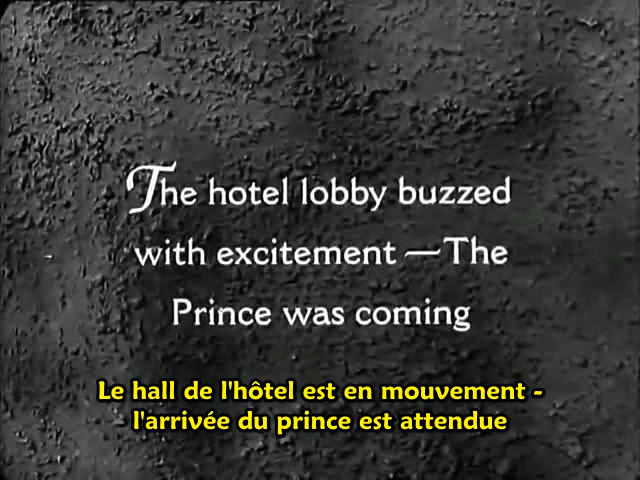 The hotel lobby buzzed
with excitement —The
Prince was coming
Le hall de l'hôtel est en mouvement -
l'arrivée du prince est attendue